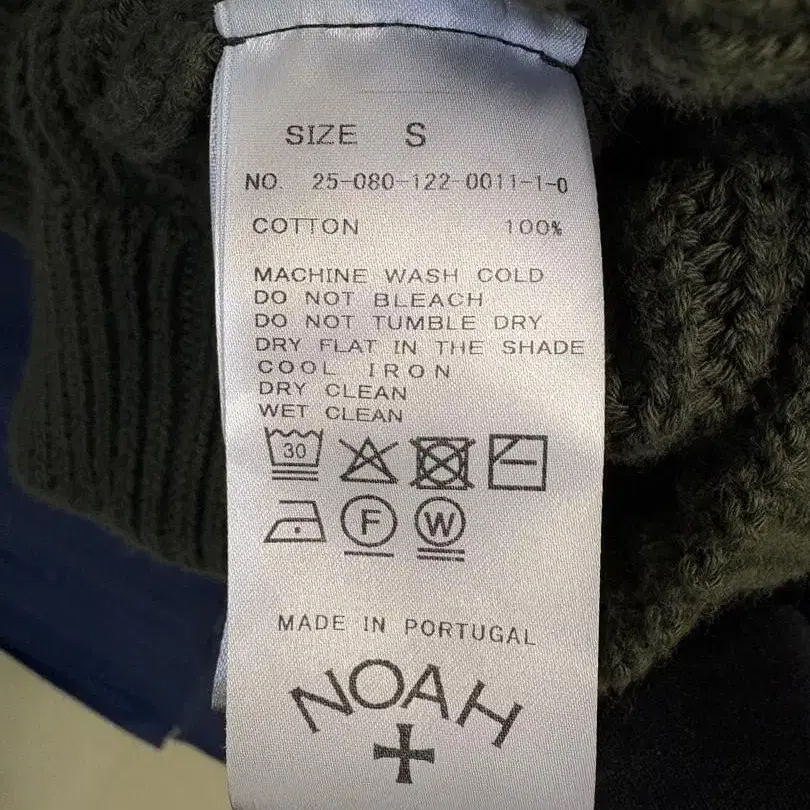 SIZE S
NO. 25-080-122-0011-1-0
COTTON 100%
MACHINE WASH COLD
DO NOT BLEACH
DO NOT TUMBLE DRY
DRY FLAT IN THE SHADE
COOL IRON
DRY CLEAN
WET CLEAN
30
F W
MADE IN PORTUGAL
NOAH